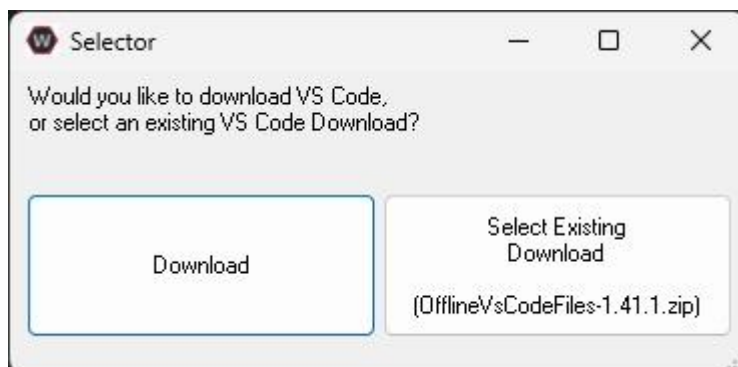 W Selector
Would you like to download VS Code,
or select an existing VS Code Download?
Download
Select Existing
Download
(OfflineVsCodeFiles-1.41.1.zip)